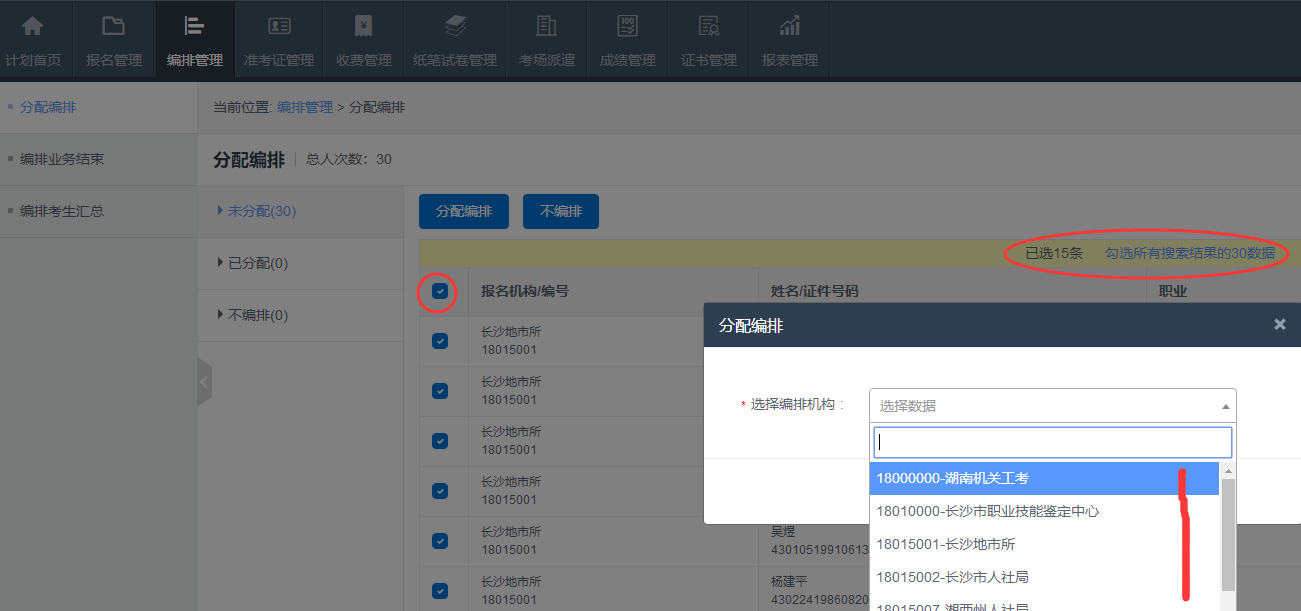 计划首页 报名管理 编排管理 准考证管理 收费管理 纸笔试卷管理 考场派遣 成绩管理 证书管理 报表管理
分配编排
编排业务结束
编排考生汇总
当前位置: 编排管理 > 分配编排
分配编排 总人次数：30
未分配(30)
已分配(0)
不编排(0)
分配编排 不编排
已选15条 勾选所有搜索结果的30数据
报名机构/编号 姓名/证件号码 职业
长沙地市所
18015001
长沙地市所
18015001
长沙地市所
18015001
长沙地市所
18015001
长沙地市所 吴煜
18015001 43010519910613
长沙地市所 杨建平
18015001 43022419860820
分配编排 ×
* 选择编排机构 :
选择数据
18000000-湖南机关工考
18010000-长沙市职业技能鉴定中心
18015001-长沙地市所
18015002-长沙市人社局
18015007-湘西州人社局